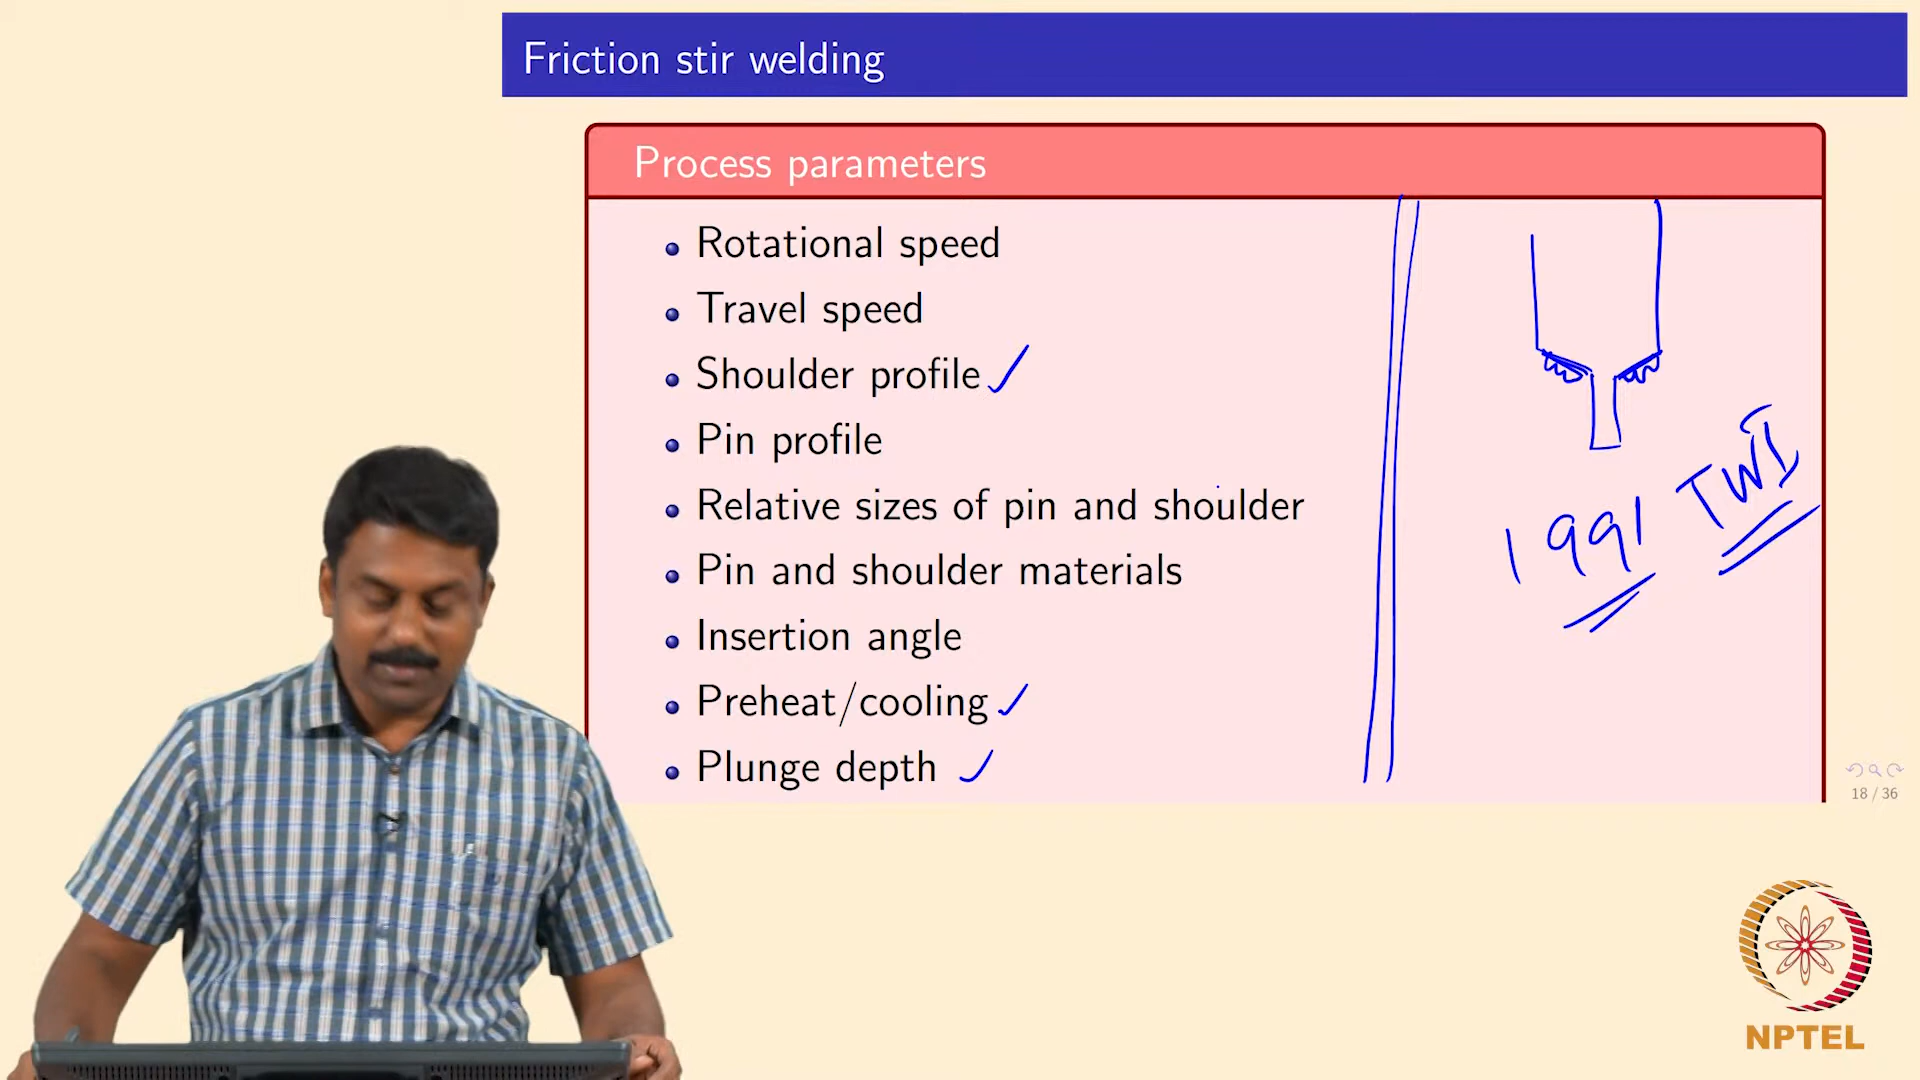 Friction stir welding
Process parameters
Rotational speed
Travel speed
Shoulder profile
Pin profile
Relative sizes of pin and shoulder
Pin and shoulder materials
Insertion angle
Preheat/cooling
Plunge depth
1991 TWI
18 / 36
NPTEL